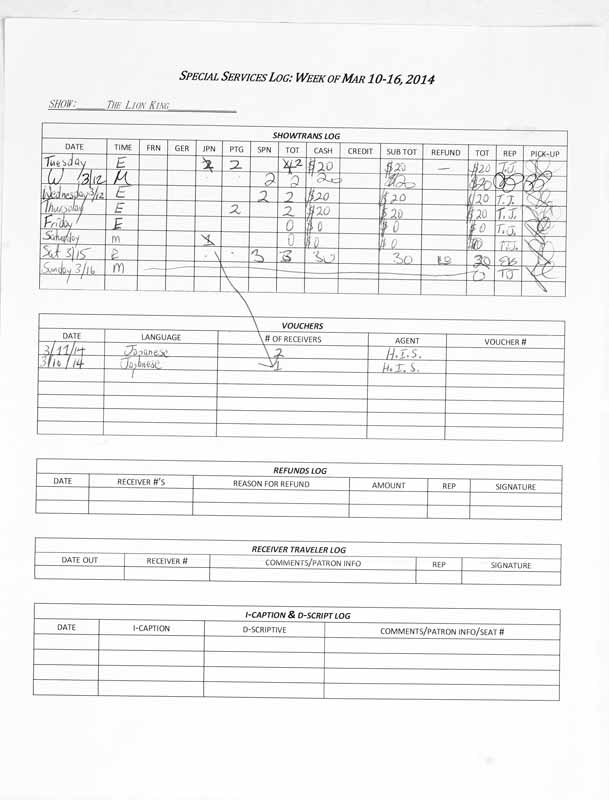 SPECIAL SERVICES LOG: WEEK OF MAR 10-16, 2014
SHOW: THE LION KING
SHOWTRANS LOG
DATE TIME FRN GER JPN PTG SPN TOT CASH CREDIT SUB TOT REFUND TOT REP PICK-UP
Tuesday E 2 2 $20 $20 — $20 T.J.
W 3/12 M 2 2 20 $20 $20
Wednesday 3/12 E 2 2 $20 $20 $20 T.J.
Thursday E 2 2 $20 $20 $20 T.J.
Friday E 0 $0 $0 $0 T.J.
Saturday m 0 $0 $0 0 T.J.
Sat 3/15 E 3 3 30 30 30
Sunday 3/16 M 0 TJ
VOUCHERS
DATE LANGUAGE # OF RECEIVERS AGENT VOUCHER #
3/11/14 Japanese 2 H.I.S.
3/10/14 Japanese 1 H.I.S.
REFUNDS LOG
DATE RECEIVER #'S REASON FOR REFUND AMOUNT REP SIGNATURE
RECEIVER TRAVELER LOG
DATE OUT RECEIVER # COMMENTS/PATRON INFO REP SIGNATURE
I-CAPTION & D-SCRIPT LOG
DATE I-CAPTION D-SCRIPTIVE COMMENTS/PATRON INFO/SEAT #